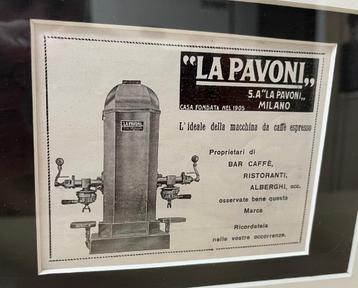 "LA PAVONI„
S.A "LA PAVONI„
CASA FONDATA NEL 1905 MILANO
LA PAVONI
L'ideale della macchina da caffè espresso
Proprietari di
BAR CAFFÈ,
RISTORANTI,
ALBERGHI, ecc.
osservate bene questa
Marca
Ricordatela
nelle vostre occorrenze.